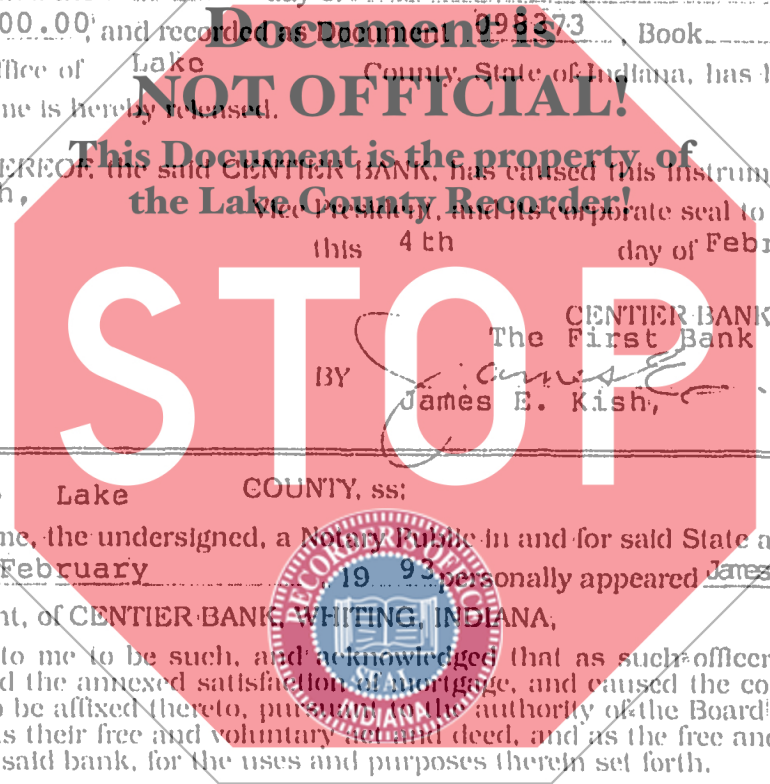 00.00, and recorded as Document 098373, Book
Document is
ffice of Lake County, State of Indiana, has
NOT OFFICIAL!
me is hereby released.
This Document is the property of
EREOF, the said CENTIER BANK, has caused this instrum
the Lake County Recorder!
h, Vice President, and its corporate seal to
this 4th day of Febr
STOP
CENTIER BANK
The First Bank
BY James E.
James E. Kish,
Lake COUNTY, ss:
me, the undersigned, a Notary Public in and for said State a
February, 19 93 personally appeared James
nt, of CENTIER BANK, WHITING, INDIANA,
RECORDER'S OFFICE
SEAL
INDIANA
to me to be such, and acknowledged that as such officer
d the annexed satisfaction of mortgage, and caused the co
o be affixed thereto, pursuant to the authority of the Board
s their free and voluntary act and deed, and as the free and
said bank, for the uses and purposes therein set forth.